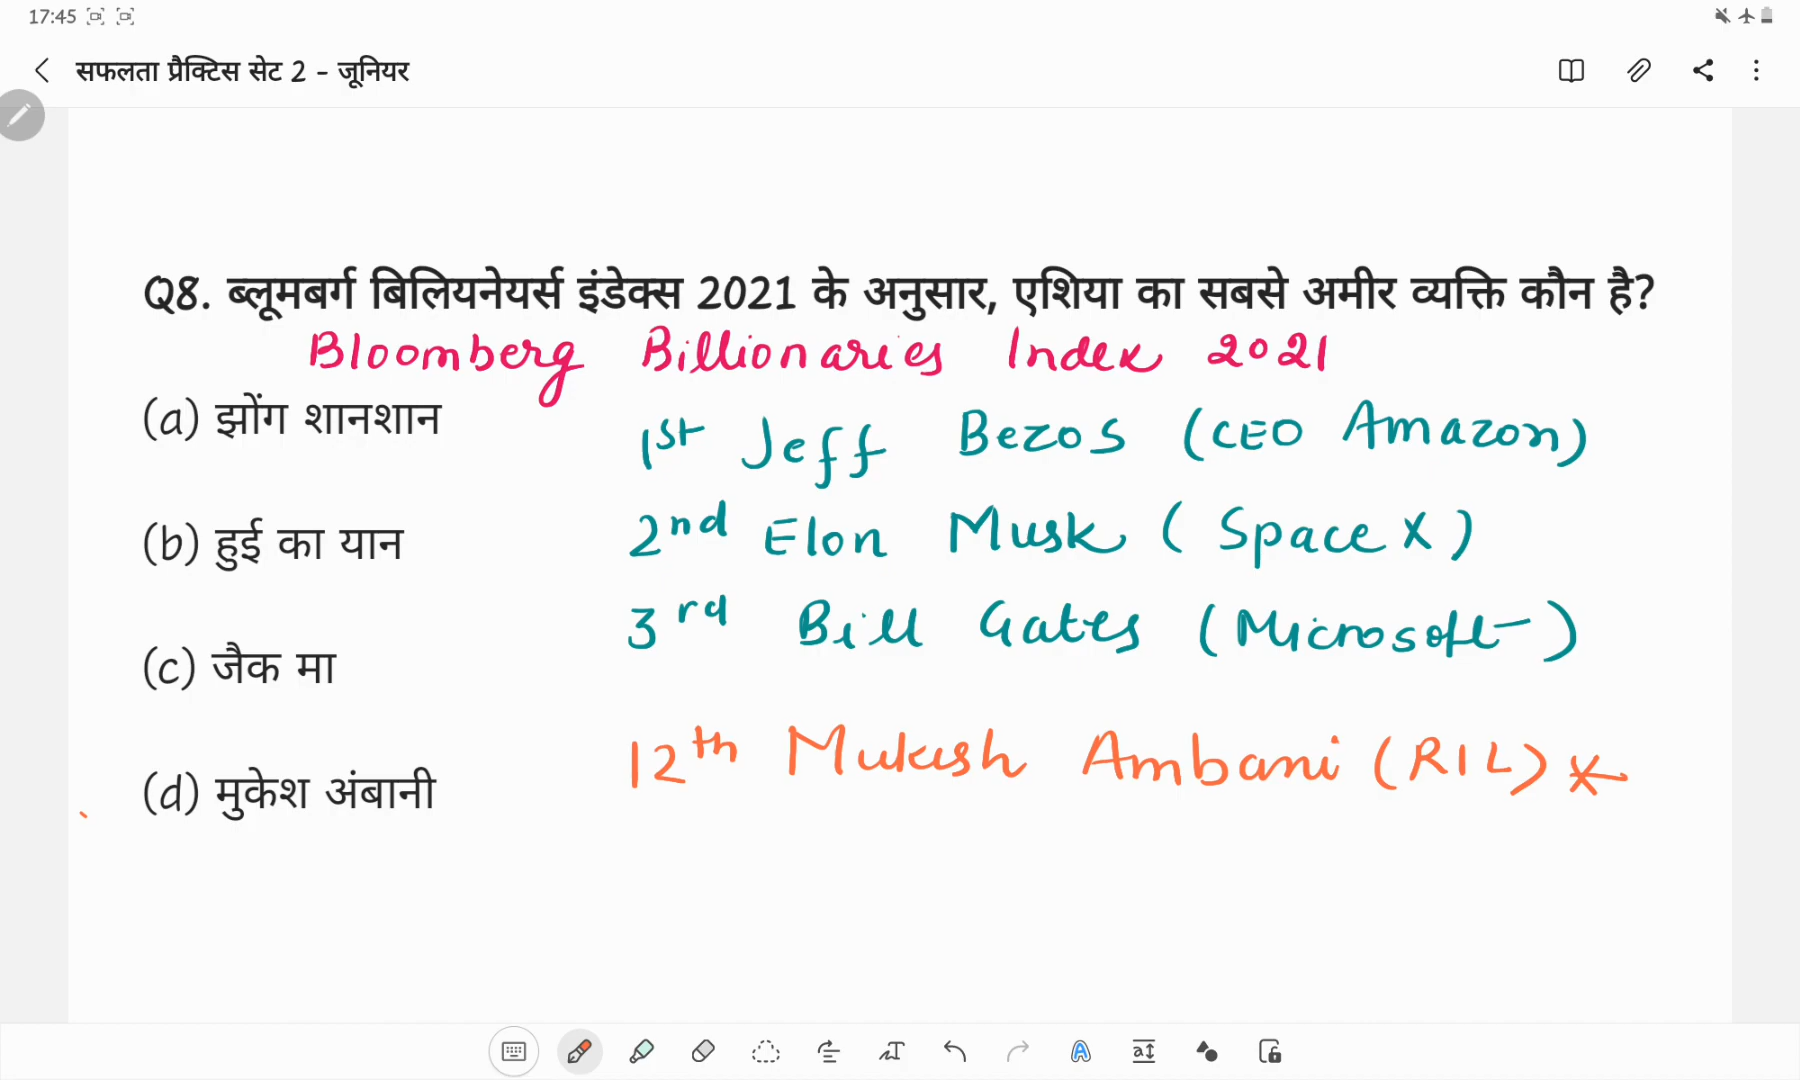 17:45
सफलता प्रैक्टिस सेट 2 - जूनियर
Q8. ब्लूमबर्ग बिलियनेयर्स इंडेक्स 2021 के अनुसार, एशिया का सबसे अमीर व्यक्ति कौन है?
Bloomberg Billionaries Index 2021
(a) झोंग शानशान
1st Jeff Bezos (CEO Amazon)
2nd Elon Musk ( Space X )
(b) हुई का यान
3rd Bill Gates (Microsoft)
(c) जैक मा
12th Mukesh Ambani (RIL) *
(d) मुकेश अंबानी